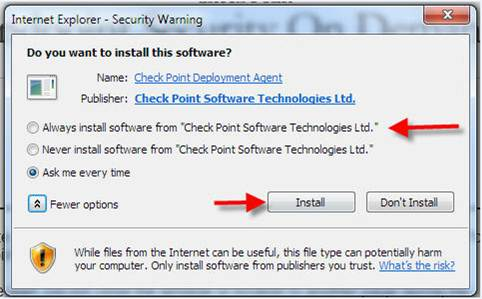 Internet Explorer - Security Warning
Do you want to install this software?
Name: Check Point Deployment Agent
Publisher: Check Point Software Technologies Ltd.
Always install software from "Check Point Software Technologies Ltd."
Never install software from "Check Point Software Technologies Ltd."
Ask me every time
Fewer options
Install
Don't Install
While files from the Internet can be useful, this file type can potentially harm
your computer. Only install software from publishers you trust. What's the risk?